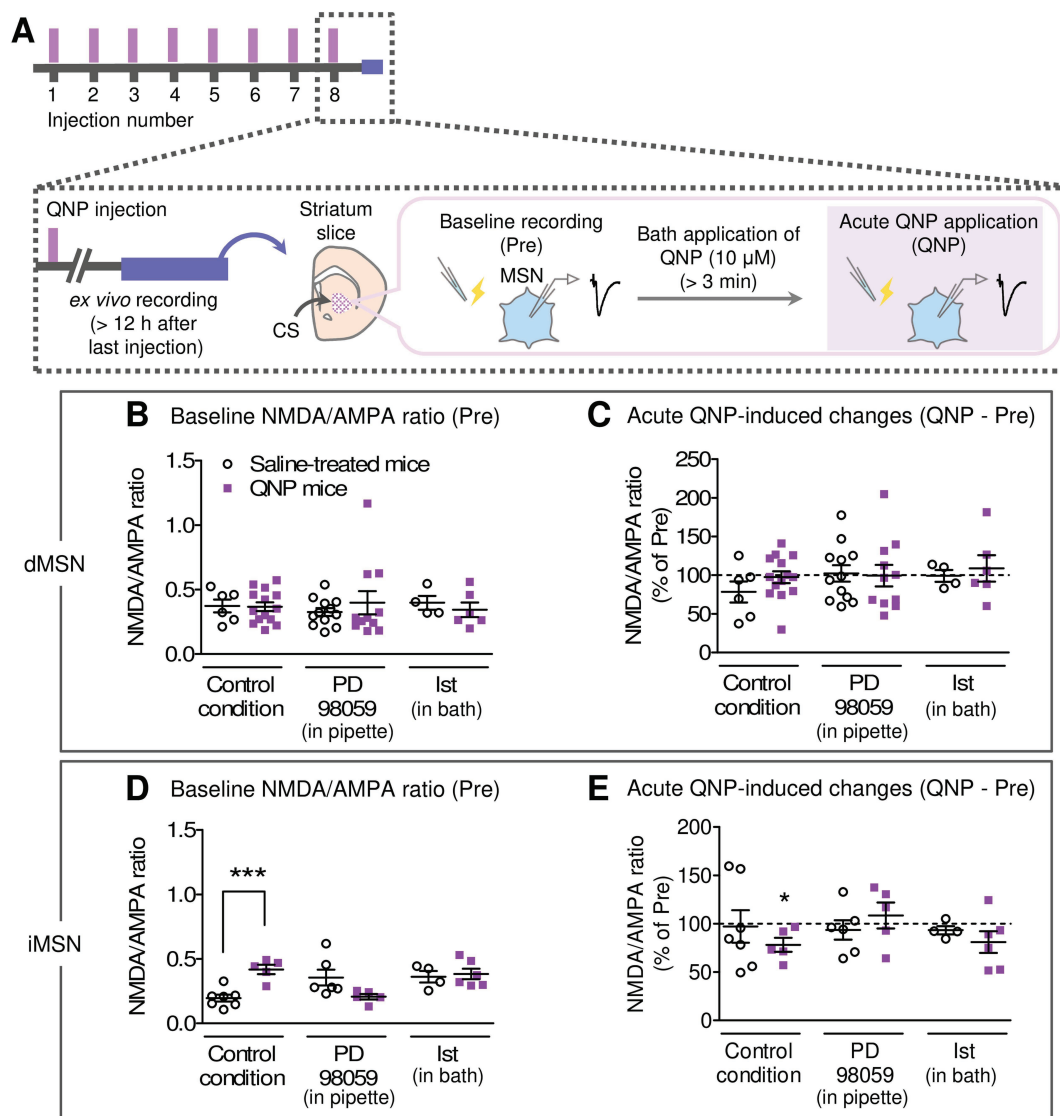 A
1 2 3 4 5 6 7 8
Injection number
QNP injection
ex vivo recording
(> 12 h after
last injection)
Striatum
slice
CS
Baseline recording
(Pre)
MSN
Bath application of
QNP (10 µM)
(> 3 min)
Acute QNP application
(QNP)
dMSN
B Baseline NMDA/AMPA ratio (Pre)
NMDA/AMPA ratio
1.5
1.0
0.5
0.0
Saline-treated mice
QNP mice
Control
condition
PD
98059
(in pipette)
Ist
(in bath)
C Acute QNP-induced changes (QNP - Pre)
NMDA/AMPA ratio
(% of Pre)
250
200
150
100
50
0
Control
condition
PD
98059
(in pipette)
Ist
(in bath)
iMSN
D Baseline NMDA/AMPA ratio (Pre)
NMDA/AMPA ratio
1.5
1.0
0.5
0.0
***
Control
condition
PD
98059
(in pipette)
Ist
(in bath)
E Acute QNP-induced changes (QNP - Pre)
NMDA/AMPA ratio
(% of Pre)
200
150
100
50
0
*
Control
condition
PD
98059
(in pipette)
Ist
(in bath)